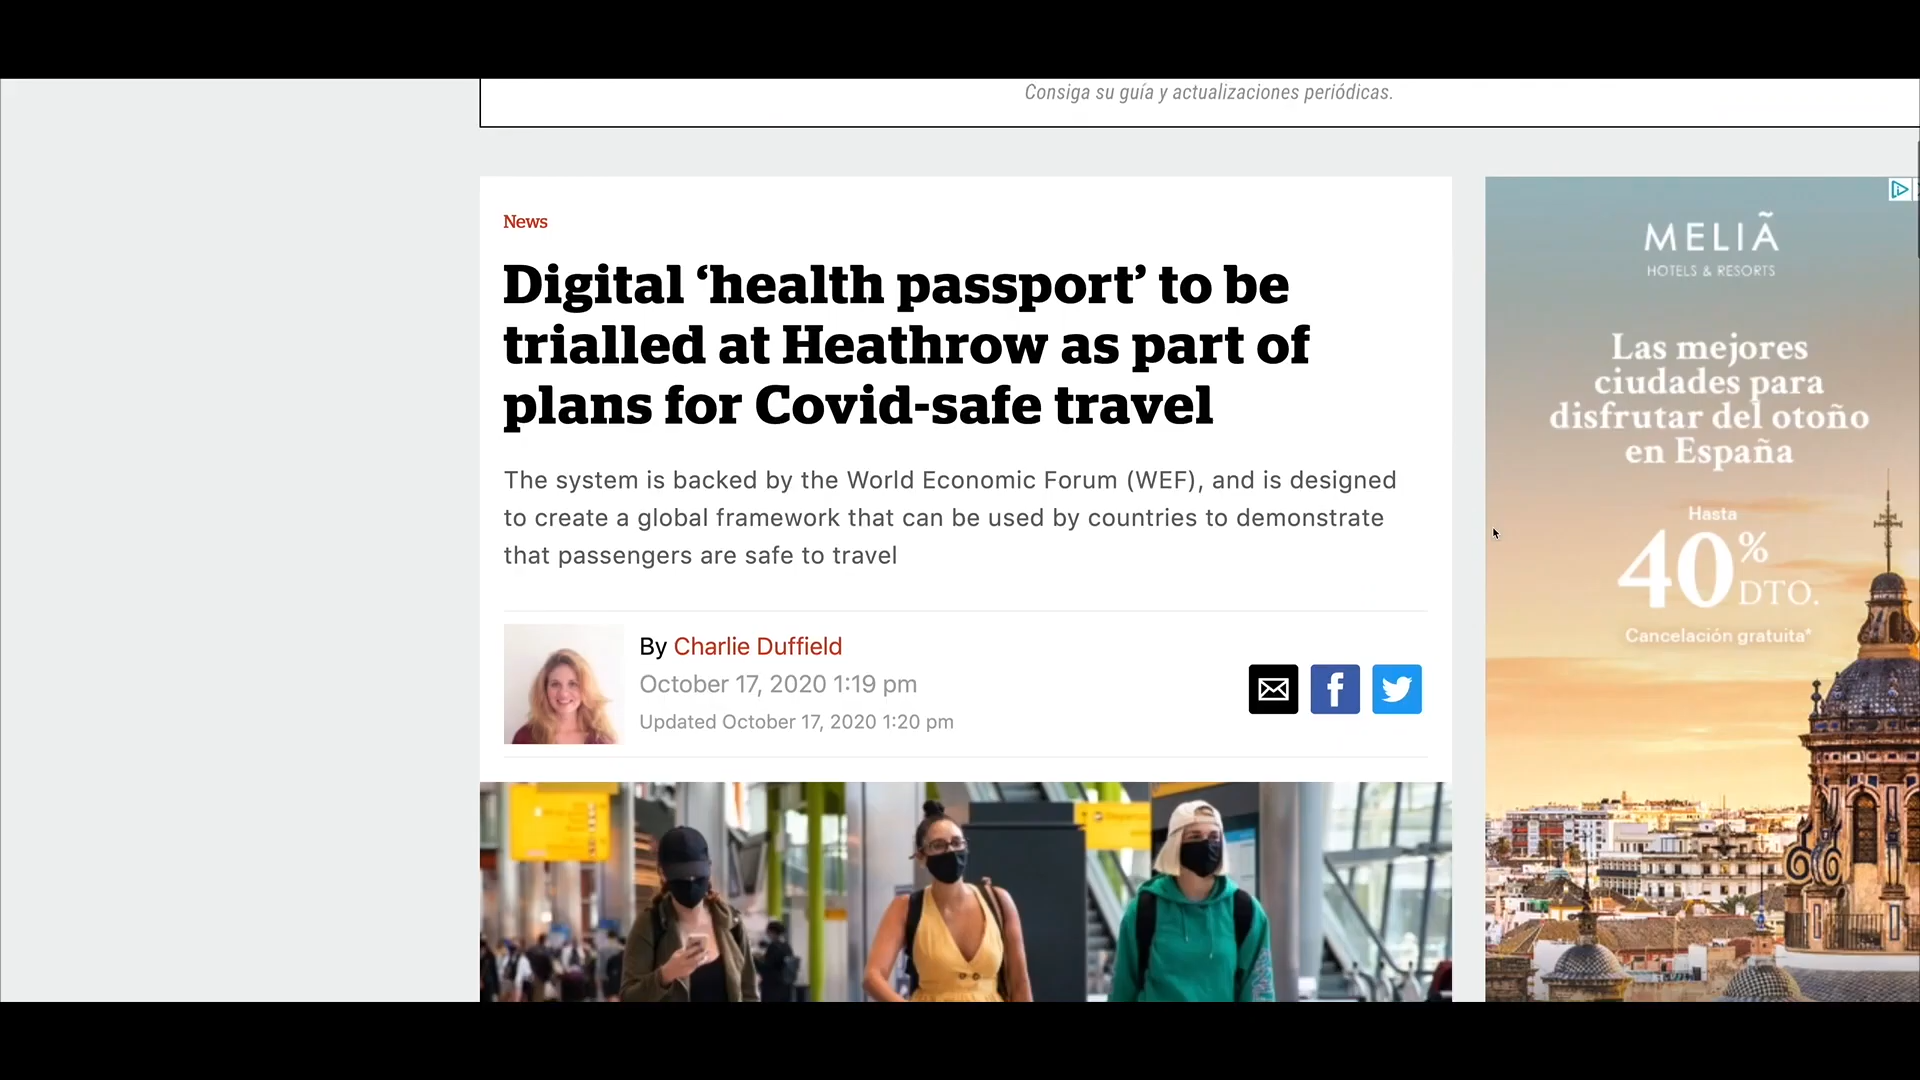 Consiga su guía y actualizaciones periódicas.
News
Digital ‘health passport’ to be
trialled at Heathrow as part of
plans for Covid-safe travel
The system is backed by the World Economic Forum (WEF), and is designed
to create a global framework that can be used by countries to demonstrate
that passengers are safe to travel
By Charlie Duffield
October 17, 2020 1:19 pm
Updated October 17, 2020 1:20 pm
MELIÃ
HOTELS & RESORTS
Las mejores
ciudades para
disfrutar del otoño
en España
Hasta
40%
DTO.
Cancelación gratuita*